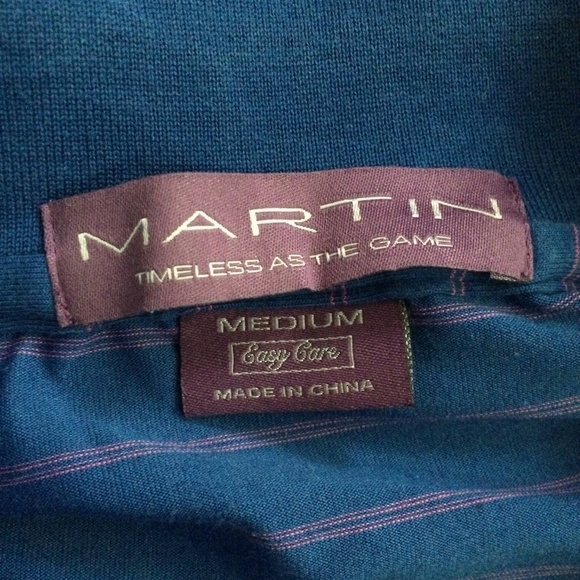 MARTIN
TIMELESS AS THE GAME
MEDIUM
Easy Care
MADE IN CHINA